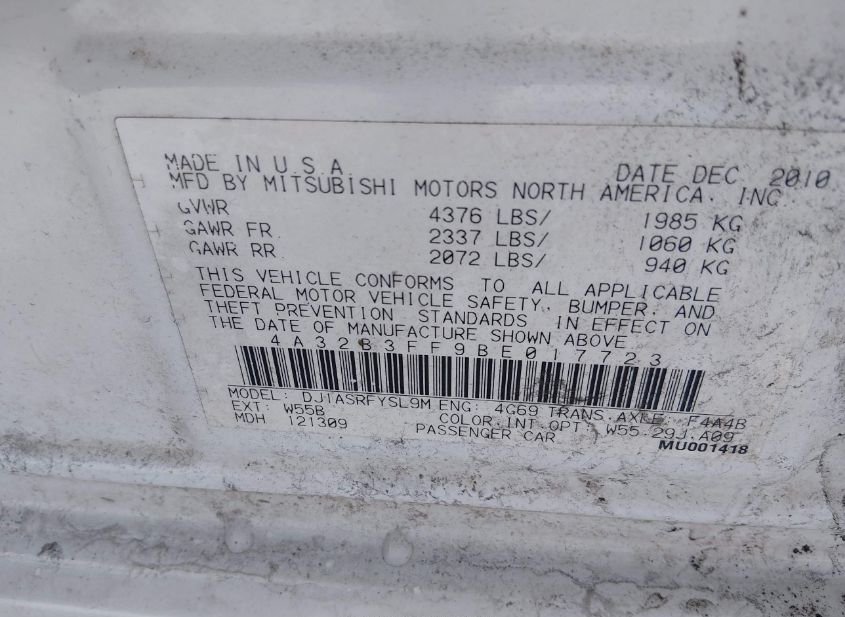 MADE IN U.S.A. DATE DEC 2010
MFD BY MITSUBISHI MOTORS NORTH AMERICA. INC
GVWR 4376 LBS/ 1985 KG
GAWR FR. 2337 LBS/ 1060 KG
GAWR RR. 2072 LBS/ 940 KG
THIS VEHICLE CONFORMS TO ALL APPLICABLE
FEDERAL MOTOR VEHICLE SAFETY, BUMPER, AND
THEFT PREVENTION STANDARDS IN EFFECT ON
THE DATE OF MANUFACTURE SHOWN ABOVE
4A32B3FF9BE017723
MODEL: DJ1ASRFYSL9M ENG: 4G69 TRANS.AXLE: F4A4B
EXT: W55B COLOR.INT.OPT: W55.29J.A09
MDH 121309 PASSENGER CAR
MU001418